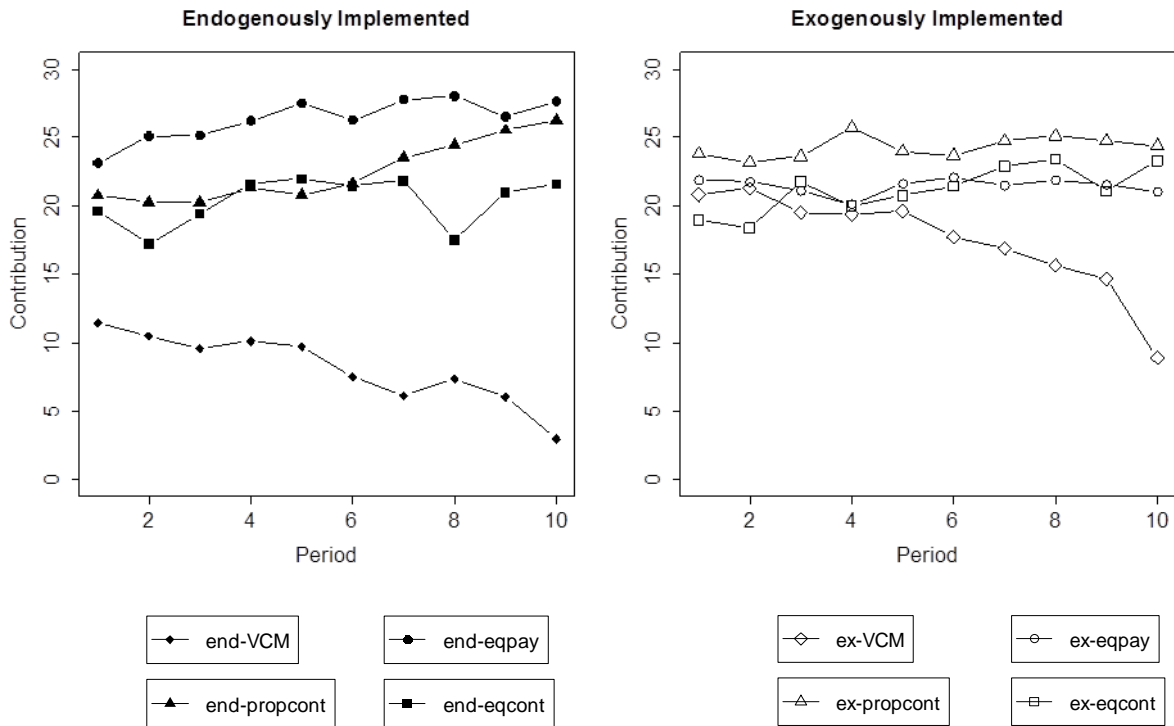 Endogenously Implemented
Exogenously Implemented
30
25
20
15
10
5
0
Contribution
2 4 6 8 10
Period
30
25
20
15
10
5
0
Contribution
2 4 6 8 10
Period
end-VCM
end-eqpay
end-propcont
end-eqcont
ex-VCM
ex-eqpay
ex-propcont
ex-eqcont